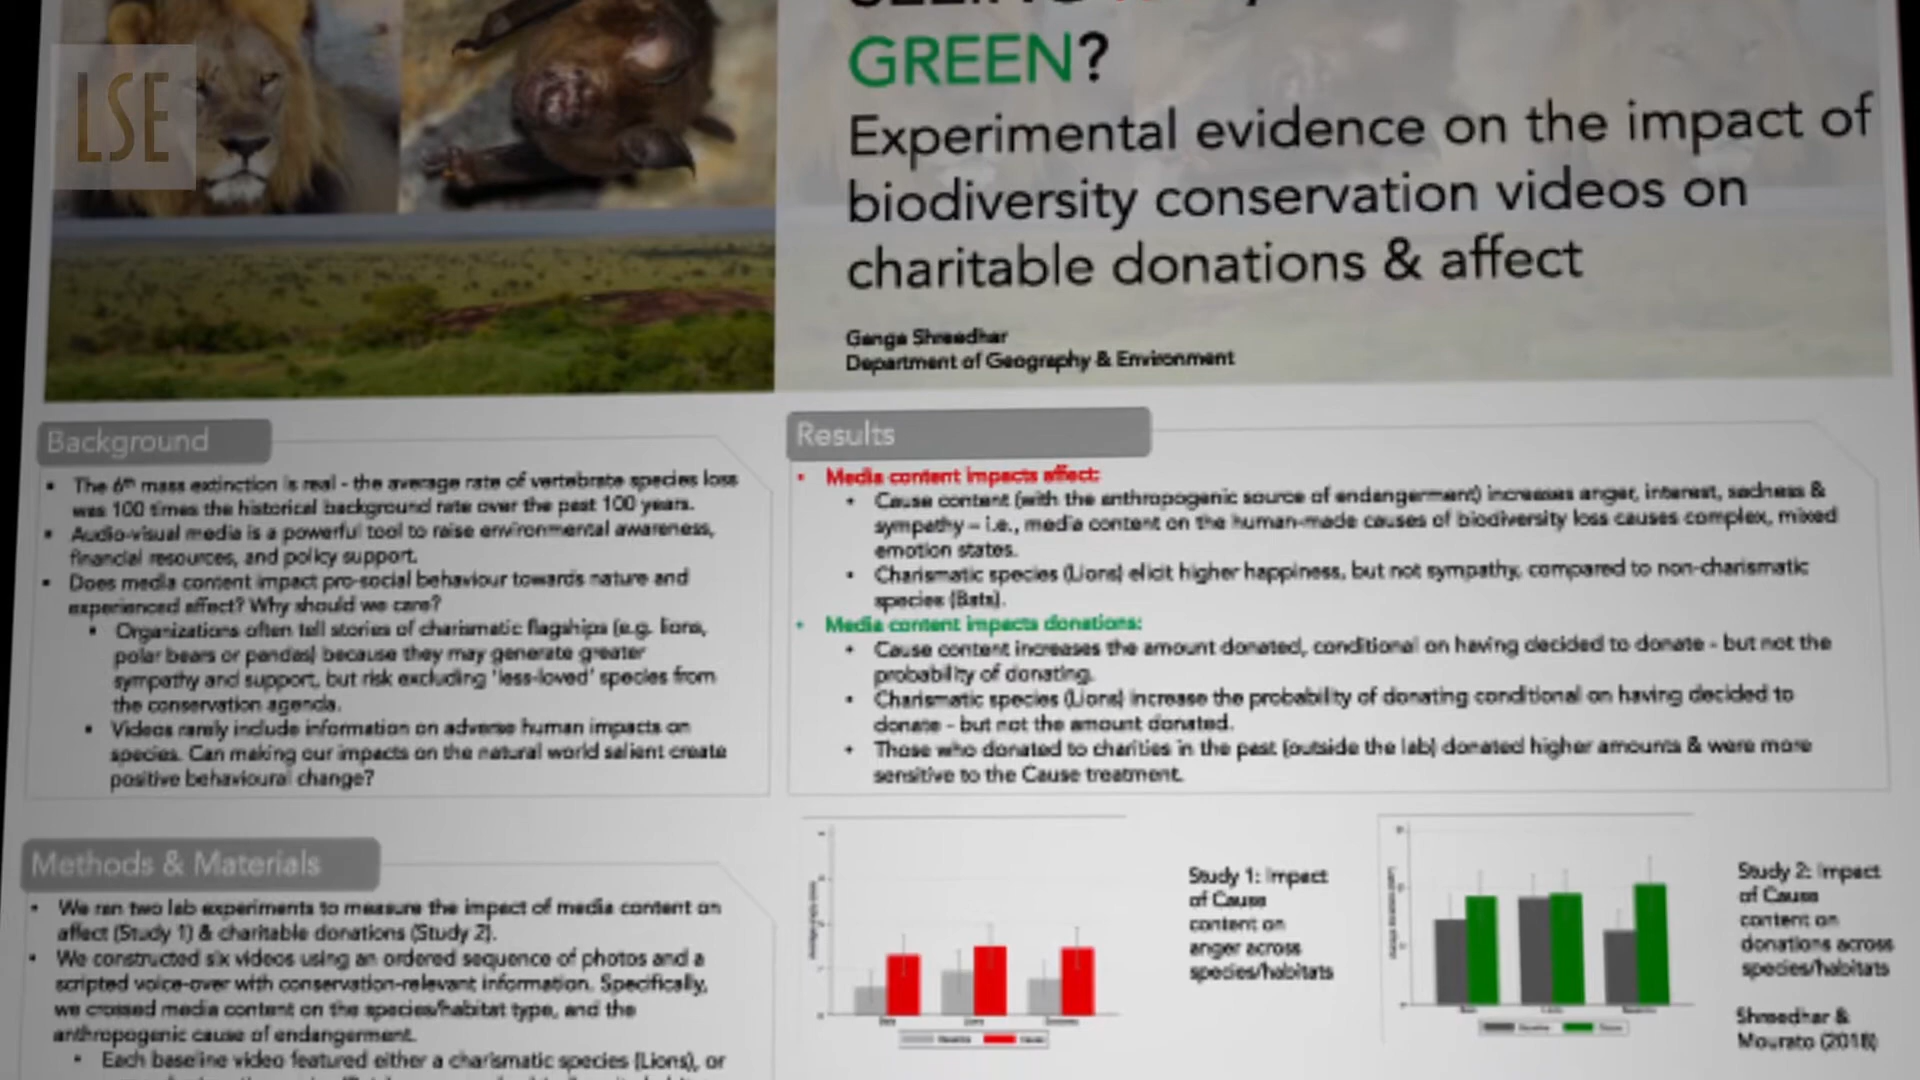 LSE
SEEING
GREEN?
Experimental evidence on the impact of
biodiversity conservation videos on
charitable donations & affect
Ganga Shreedhar
Department of Geography & Environment
Background
• The 6th mass extinction is real - the average rate of vertebrate species loss
was 100 times the historical background rate over the past 100 years.
• Audio-visual media is a powerful tool to raise environmental awareness,
financial resources, and policy support.
• Does media content impact pro-social behaviour towards nature and
experienced affect? Why should we care?
• Organizations often tell stories of charismatic flagships (e.g. lions,
polar bears or pandas) because they may generate greater
sympathy and support, but risk excluding 'less-loved' species from
the conservation agenda.
• Videos rarely include information on adverse human impacts on
species. Can making our impacts on the natural world salient create
positive behavioural change?
Methods & Materials
• We ran two lab experiments to measure the impact of media content on
affect (Study 1) & charitable donations (Study 2).
• We constructed six videos using an ordered sequence of photos and a
scripted voice-over with conservation-relevant information. Specifically,
we crossed media content on the species/habitat type, and the
anthropogenic cause of endangerment.
• Each baseline video featured either a charismatic species (Lions), or
Results
• Media content impacts affect:
• Cause content (with the anthropogenic source of endangerment) increases anger, interest, sadness &
sympathy – i.e., media content on the human-made causes of biodiversity loss causes complex, mixed
emotion states.
• Charismatic species (Lions) elicit higher happiness, but not sympathy, compared to non-charismatic
species (Bats).
• Media content impacts donations:
• Cause content increases the amount donated, conditional on having decided to donate - but not the
probability of donating.
• Charismatic species (Lions) increase the probability of donating conditional on having decided to
donate - but not the amount donated.
• Those who donated to charities in the past (outside the lab) donated higher amounts & were more
sensitive to the Cause treatment.
Study 1: Impact
of Cause
content on
anger across
species/habitats
Study 2: Impact
of Cause
content on
donations across
species/habitats
Shreedhar &
Mourato (2018)